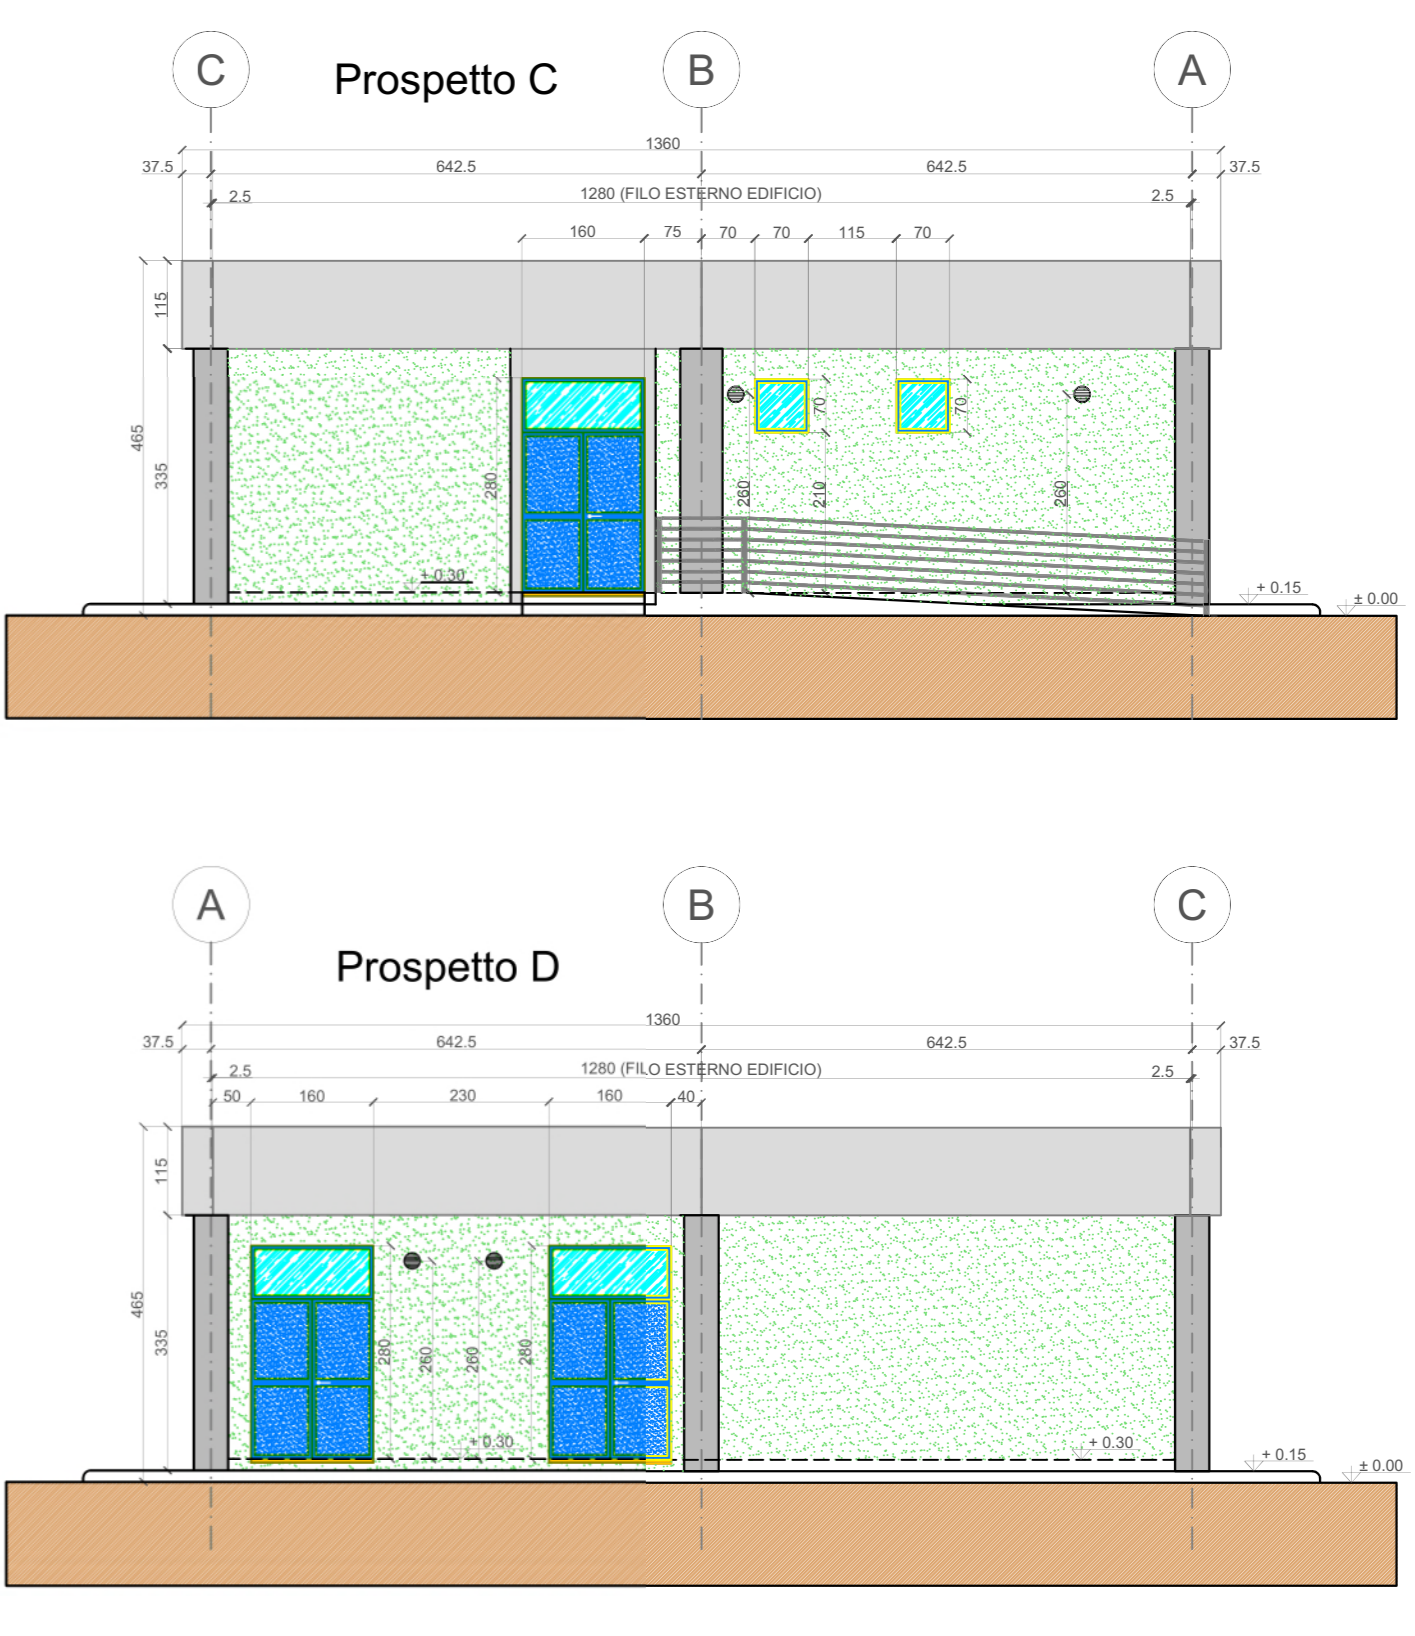 C B A
Prospetto C
1360
37.5 642.5 642.5 37.5
2.5 1280 (FILO ESTERNO EDIFICIO) 2.5
160 75 70 70 115 70
115
465
335
280
70
70
260
210
260
+ 0.30
+ 0.15
± 0.00
A B C
Prospetto D
1360
37.5 642.5 642.5 37.5
2.5 1280 (FILO ESTERNO EDIFICIO) 2.5
50 160 230 160 40
115
465
335
280
260
260
280
+ 0.30
+ 0.30
+ 0.15
± 0.00